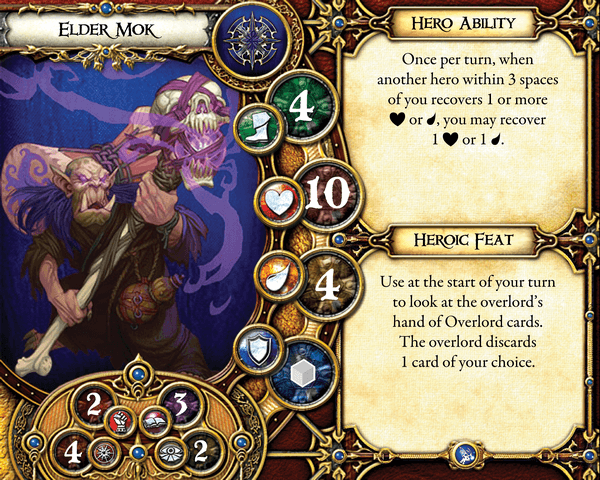 Elder Mok
4
10
4
2
3
4
2
Hero Ability
Once per turn, when
another hero within 3 spaces
of you recovers 1 or more
♥ or 💧, you may recover
1 ♥ or 1 💧.
Heroic Feat
Use at the start of your turn
to look at the overlord's
hand of Overlord cards.
The overlord discards
1 card of your choice.